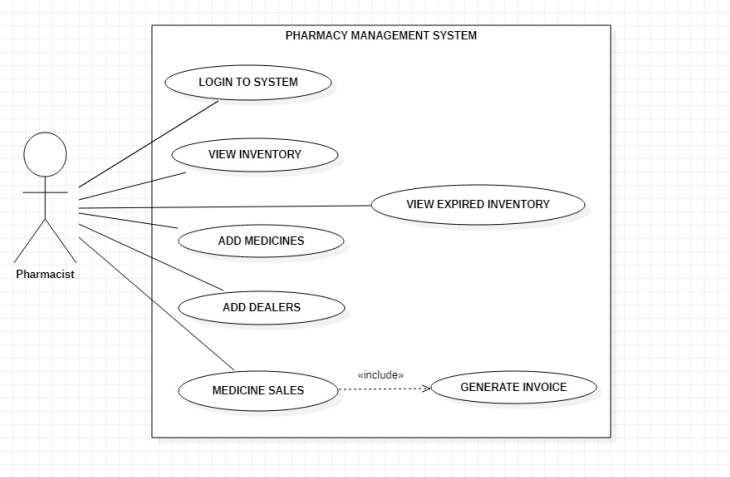 PHARMACY MANAGEMENT SYSTEM
LOGIN TO SYSTEM
VIEW INVENTORY
VIEW EXPIRED INVENTORY
ADD MEDICINES
Pharmacist
ADD DEALERS
«include»
MEDICINE SALES
GENERATE INVOICE